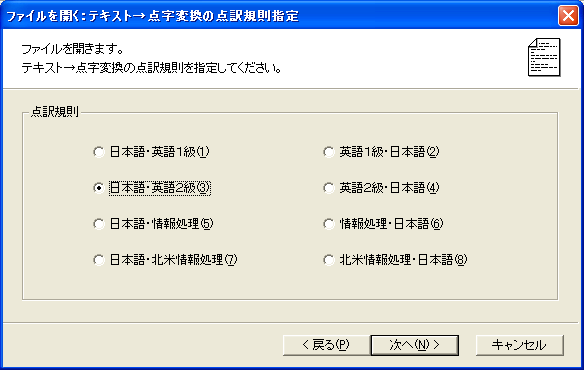 ファイルを開く：テキスト→点字変換の点訳規則指定
ファイルを開きます。
テキスト→点字変換の点訳規則を指定してください。
点訳規則
日本語・英語１級(1)
英語１級・日本語(2)
日本語・英語２級(3)
英語２級・日本語(4)
日本語・情報処理(5)
情報処理・日本語(6)
日本語・北米情報処理(7)
北米情報処理・日本語(8)
< 戻る(P)
次へ(N) >
キャンセル